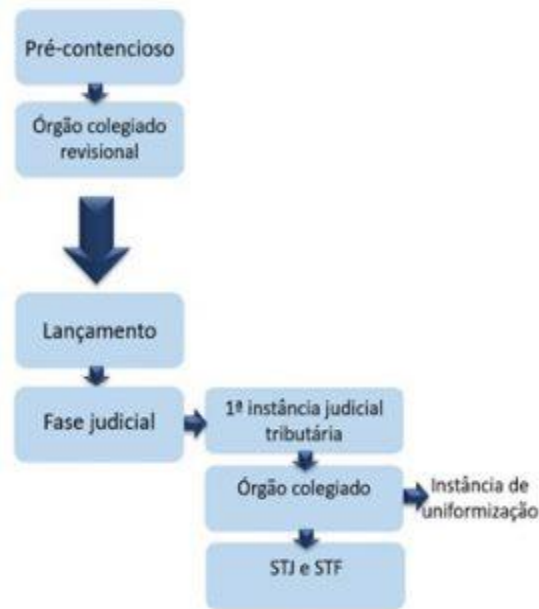 Pré-contencioso
Órgão colegiado
revisional
Lançamento
Fase judicial
1ª instância judicial
tributária
Órgão colegiado
Instância de
uniformização
STJ e STF